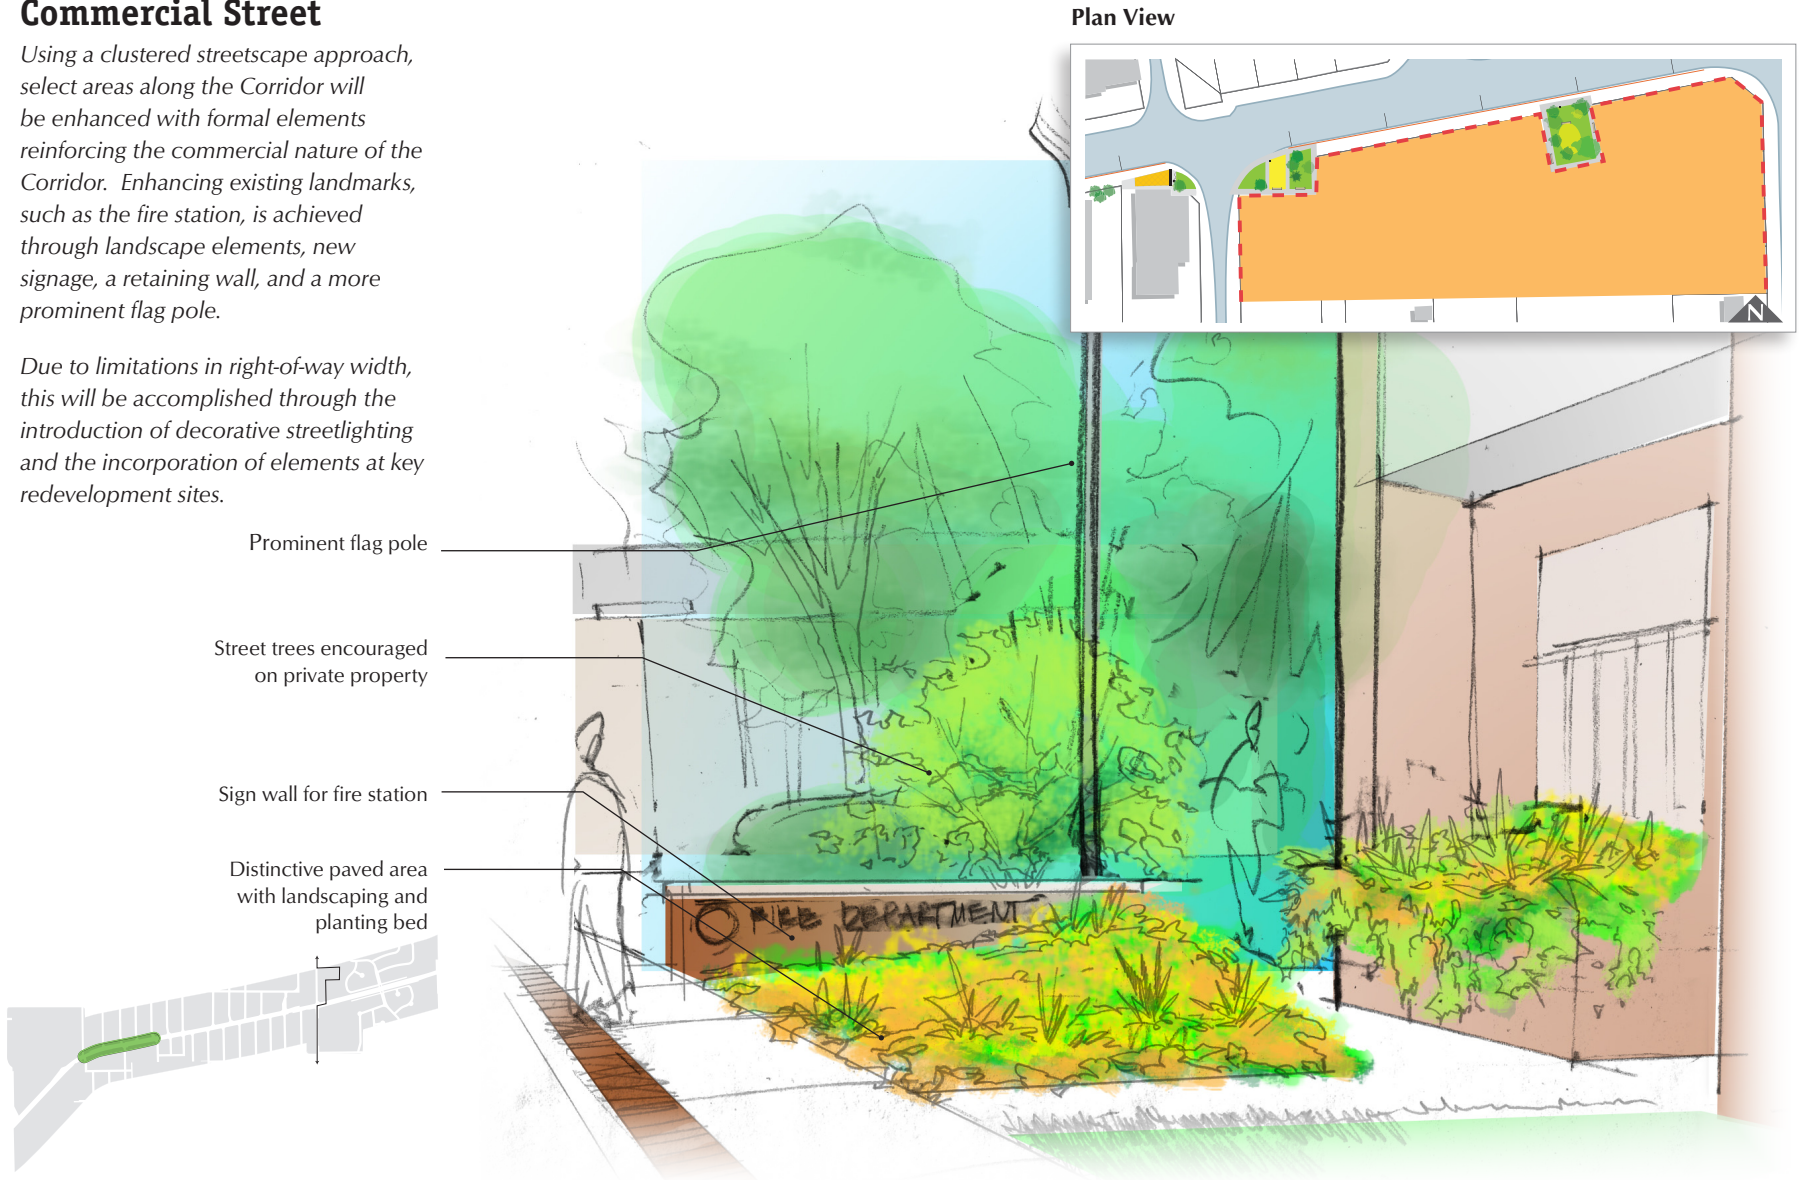 Commercial Street
Using a clustered streetscape approach,
select areas along the Corridor will
be enhanced with formal elements
reinforcing the commercial nature of the
Corridor.  Enhancing existing landmarks,
such as the fire station, is achieved
through landscape elements, new
signage, a retaining wall, and a more
prominent flag pole.
Due to limitations in right-of-way width,
this will be accomplished through the
introduction of decorative streetlighting
and the incorporation of elements at key
redevelopment sites.
Plan View
N
Prominent flag pole
Street trees encouraged
on private property
Sign wall for fire station
Distinctive paved area
with landscaping and
planting bed
FIRE DEPARTMENT